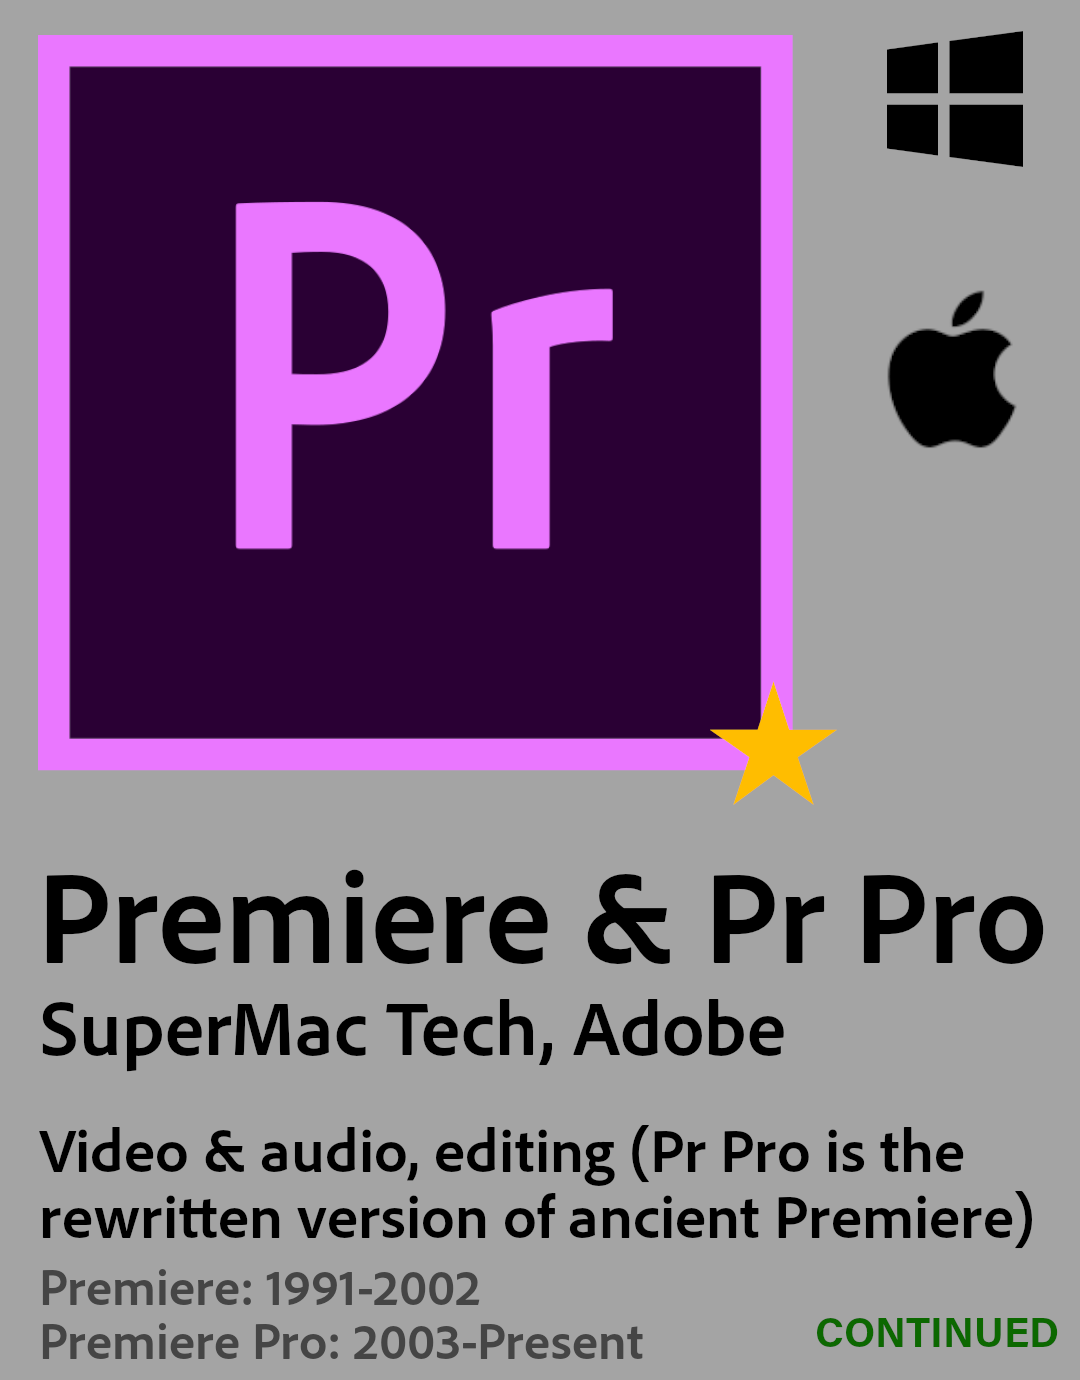 Pr
Premiere & Pr Pro
SuperMac Tech, Adobe
Video & audio, editing (Pr Pro is the
rewritten version of ancient Premiere)
Premiere: 1991-2002
Premiere Pro: 2003-Present
CONTINUED